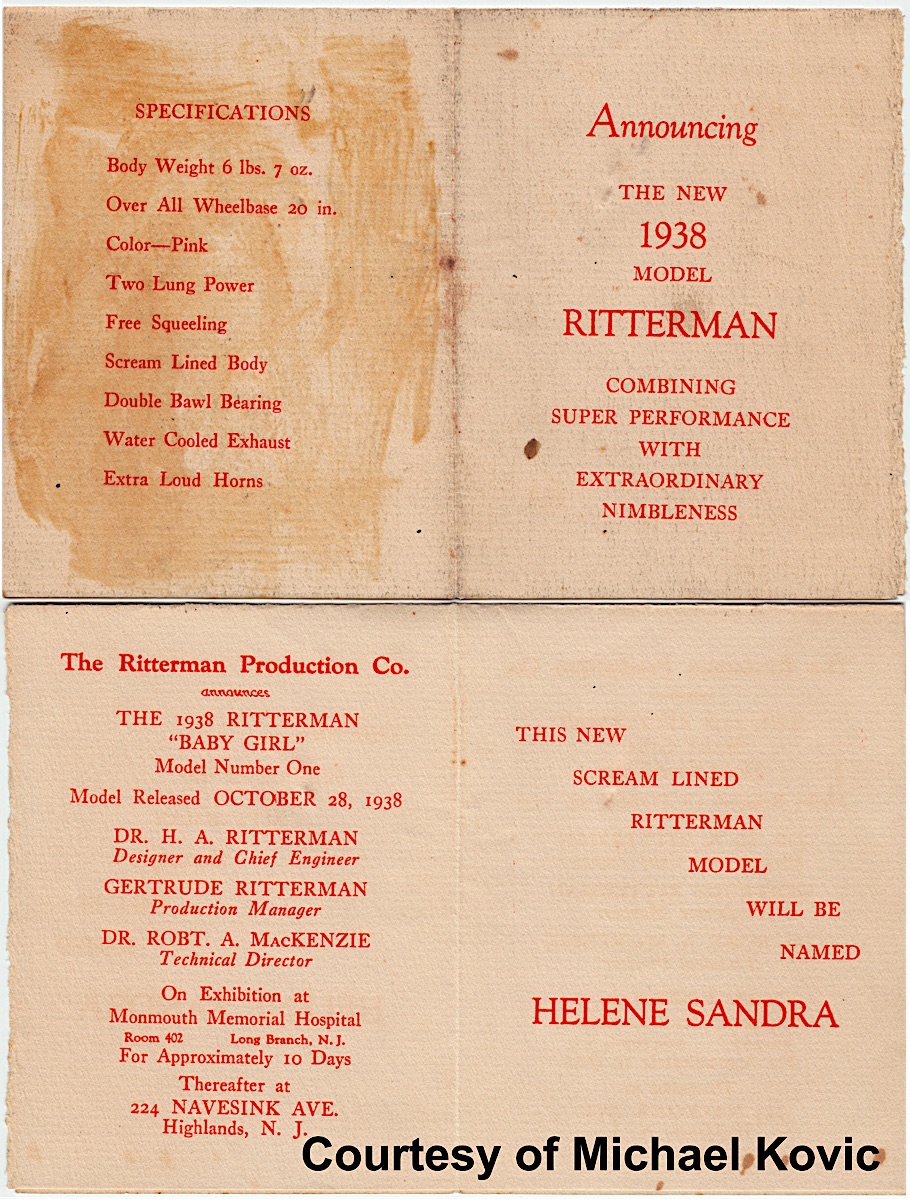 SPECIFICATIONS
Body Weight 6 lbs. 7 oz.
Over All Wheelbase 20 in.
Color—Pink
Two Lung Power
Free Squeeling
Scream Lined Body
Double Bawl Bearing
Water Cooled Exhaust
Extra Loud Horns
Announcing
THE NEW
1938
MODEL
RITTERMAN
COMBINING
SUPER PERFORMANCE
WITH
EXTRAORDINARY
NIMBLENESS
The Ritterman Production Co.
announces
THE 1938 RITTERMAN
“BABY GIRL”
Model Number One
Model Released OCTOBER 28, 1938
DR. H. A. RITTERMAN
Designer and Chief Engineer
GERTRUDE RITTERMAN
Production Manager
DR. ROBT. A. MacKENZIE
Technical Director
On Exhibition at
Monmouth Memorial Hospital
Room 402 Long Branch, N. J.
For Approximately 10 Days
Thereafter at
224 NAVESINK AVE.
Highlands, N. J.
THIS NEW
SCREAM LINED
RITTERMAN
MODEL
WILL BE
NAMED
HELENE SANDRA
Courtesy of Michael Kovic